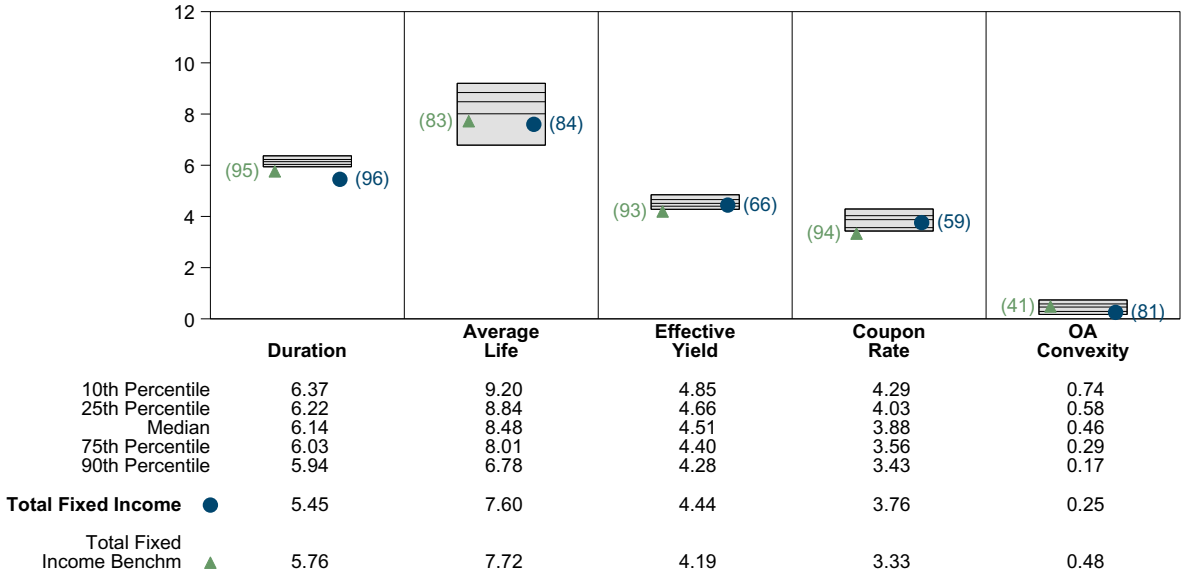 12
10
8
6
4
2
0
(95)
(96)
(83)
(84)
(93)
(66)
(94)
(59)
(41)
(81)
Duration
Average
Life
Effective
Yield
Coupon
Rate
OA
Convexity
10th Percentile 6.37 9.20 4.85 4.29 0.74
25th Percentile 6.22 8.84 4.66 4.03 0.58
Median 6.14 8.48 4.51 3.88 0.46
75th Percentile 6.03 8.01 4.40 3.56 0.29
90th Percentile 5.94 6.78 4.28 3.43 0.17
Total Fixed Income 5.45 7.60 4.44 3.76 0.25
Total Fixed
Income Benchm 5.76 7.72 4.19 3.33 0.48